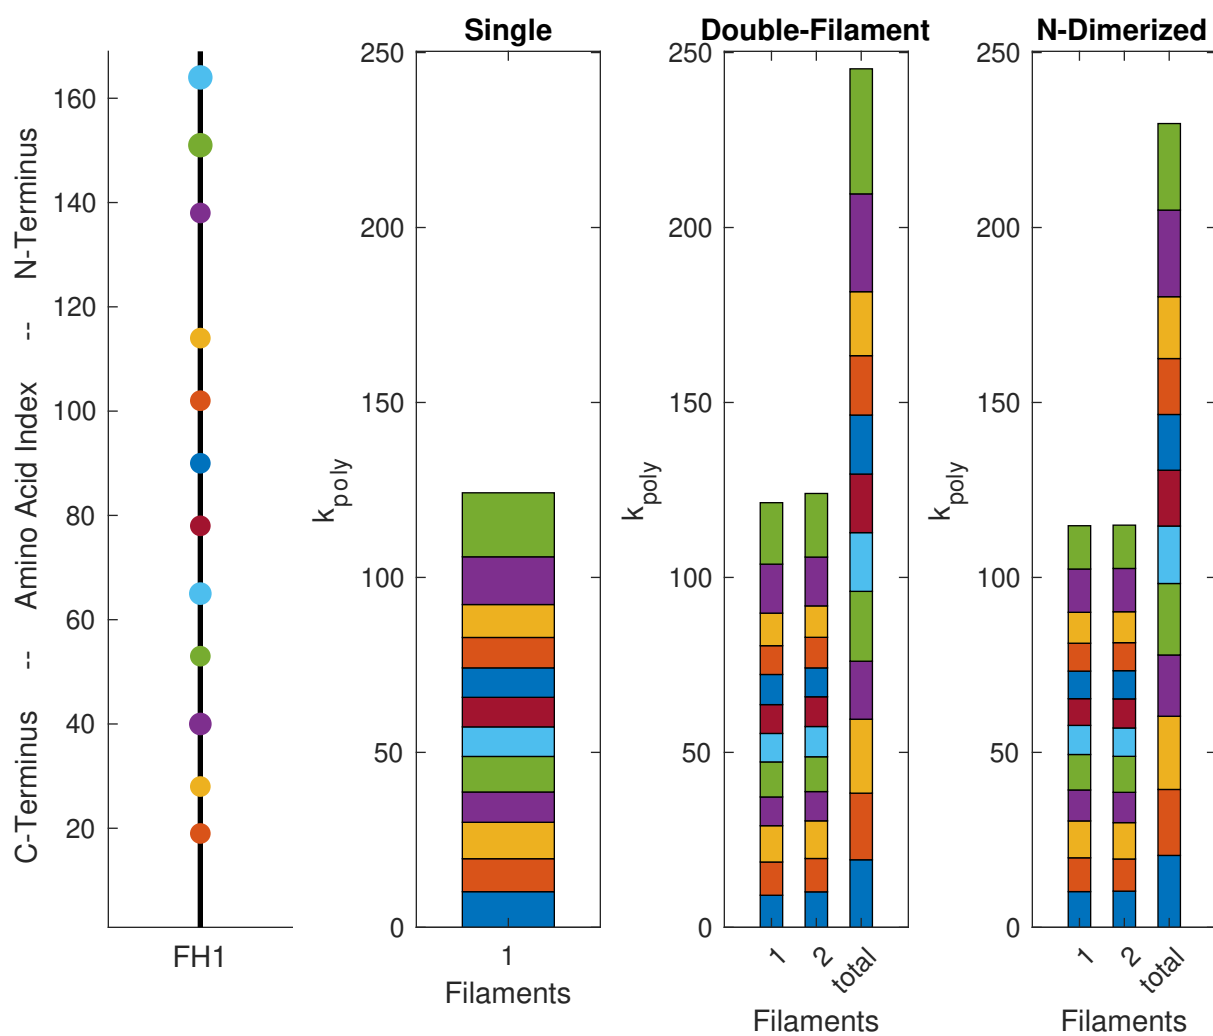 Single
Double-Filament
N-Dimerized
C-Terminus -- Amino Acid Index -- N-Terminus
160
140
120
100
80
60
40
20
FH1
k_poly
250
200
150
100
50
0
1
Filaments
k_poly
250
200
150
100
50
0
1
2
total
Filaments
k_poly
250
200
150
100
50
0
1
2
total
Filaments